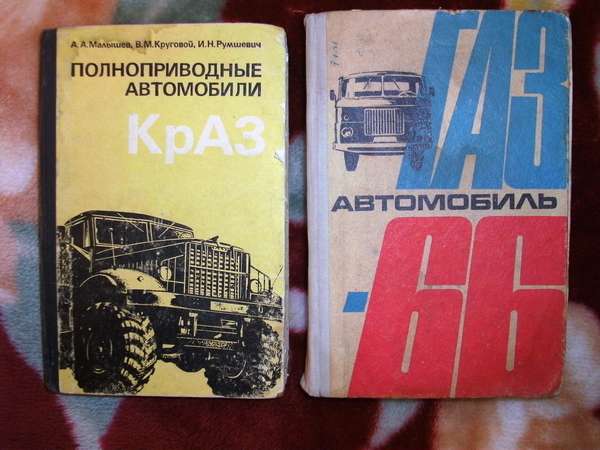 А. А. Малышев, В. М. Круговой, И. Н. Румшевич
ПОЛНОПРИВОДНЫЕ
АВТОМОБИЛИ
КрАЗ
ГАЗ
АВТОМОБИЛЬ
-66